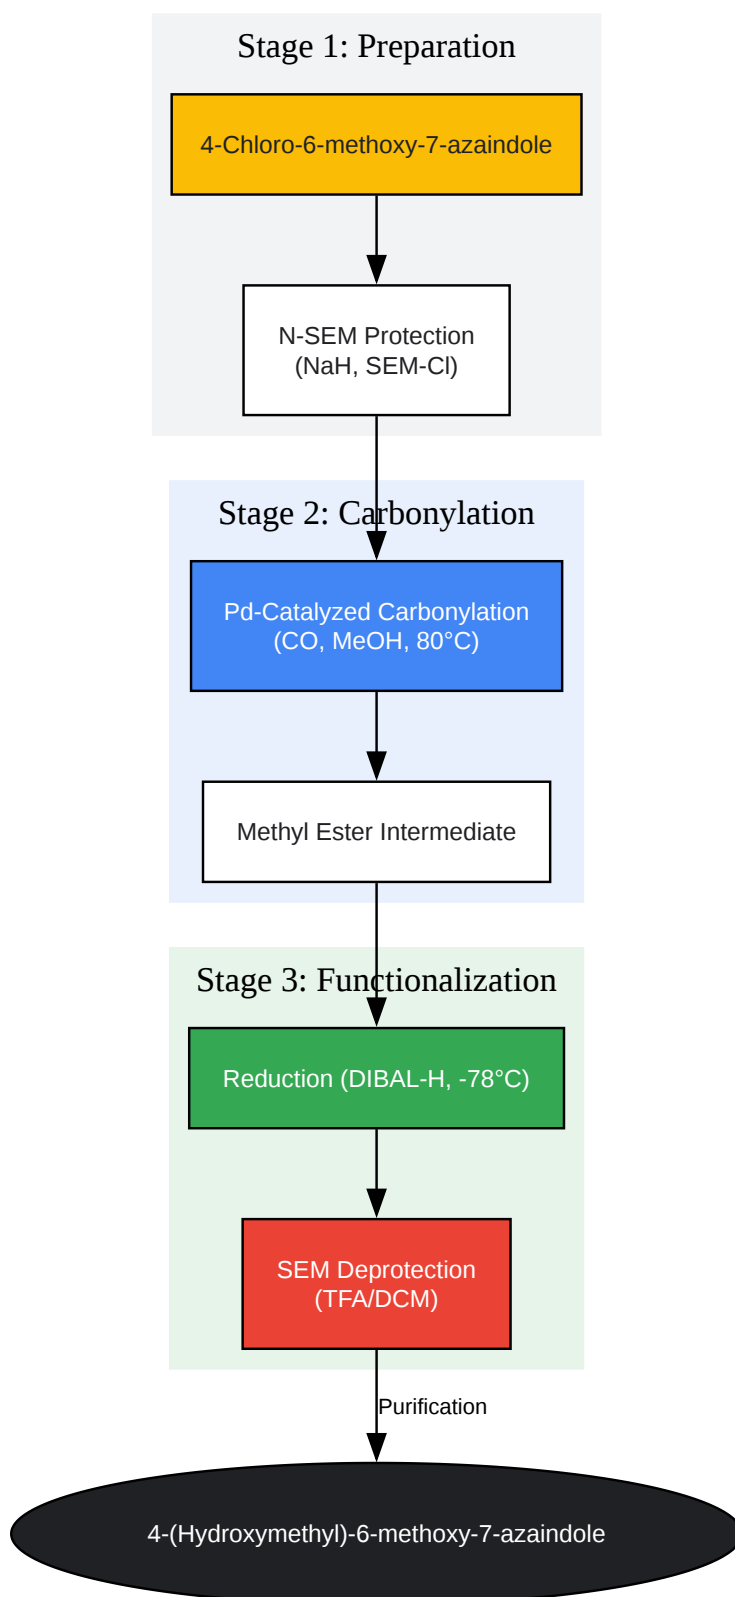 Stage 1: Preparation
4-Chloro-6-methoxy-7-azaindole
N-SEM Protection
(NaH, SEM-Cl)
Stage 2: Carbonylation
Pd-Catalyzed Carbonylation
(CO, MeOH, 80°C)
Methyl Ester Intermediate
Stage 3: Functionalization
Reduction (DIBAL-H, -78°C)
SEM Deprotection
(TFA/DCM)
Purification
4-(Hydroxymethyl)-6-methoxy-7-azaindole